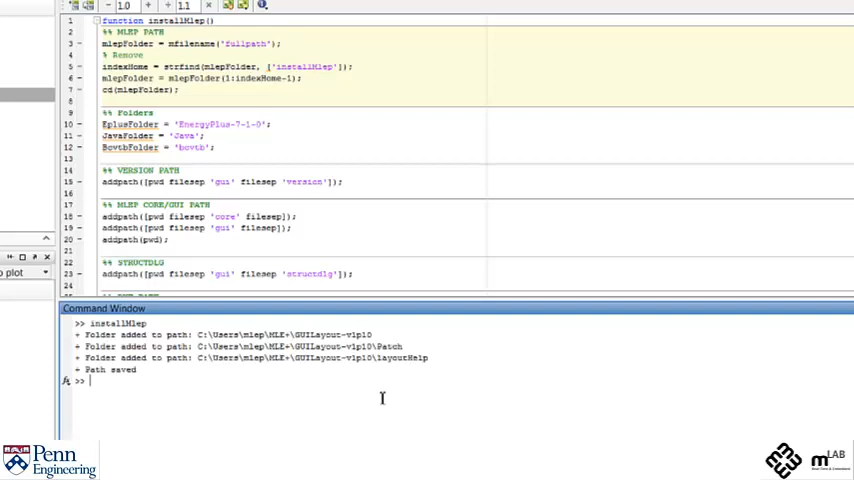 1.0
1.1
1 function installMlep()
2 %% MLEP PATH
3 mlepFolder = mfilename('fullpath');
4 % Remove
5 indexHome = strfind(mlepFolder, ['installMlep']);
6 mlepFolder = mlepFolder(1:indexHome-1);
7 cd(mlepFolder);
8
9 %% Folders
10 EplusFolder = 'EnergyPlus-7-1-0';
11 JavaFolder = 'Java';
12 BcvtbFolder = 'bcvtb';
13
14 %% VERSION PATH
15 addpath([pwd filesep 'gui' filesep 'version']);
16
17 %% MLEP CORE/GUI PATH
18 addpath([pwd filesep 'core' filesep]);
19 addpath([pwd filesep 'gui' filesep]);
20 addpath(pwd);
21
22 %% STRUCTDLG
23 addpath([pwd filesep 'gui' filesep 'structdlg']);
24
o plot
Command Window
>> installMlep
+ Folder added to path: C:\Users\mlep\MLE+\GUILayout-v1p10
+ Folder added to path: C:\Users\mlep\MLE+\GUILayout-v1p10\Patch
+ Folder added to path: C:\Users\mlep\MLE+\GUILayout-v1p10\layoutHelp
+ Path saved
fx >>
Penn
Engineering
mLAB